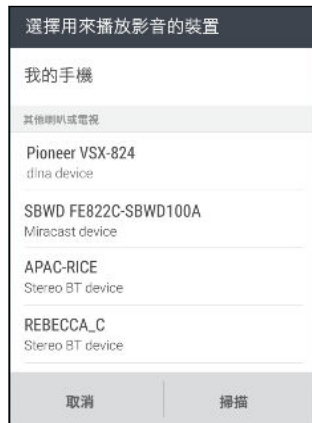 選擇用來播放影音的裝置
我的手機
其他喇叭或電視
Pioneer VSX-824
dlna device
SBWD FE822C-SBWD100A
Miracast device
APAC-RICE
Stereo BT device
REBECCA_C
Stereo BT device
取消
掃描